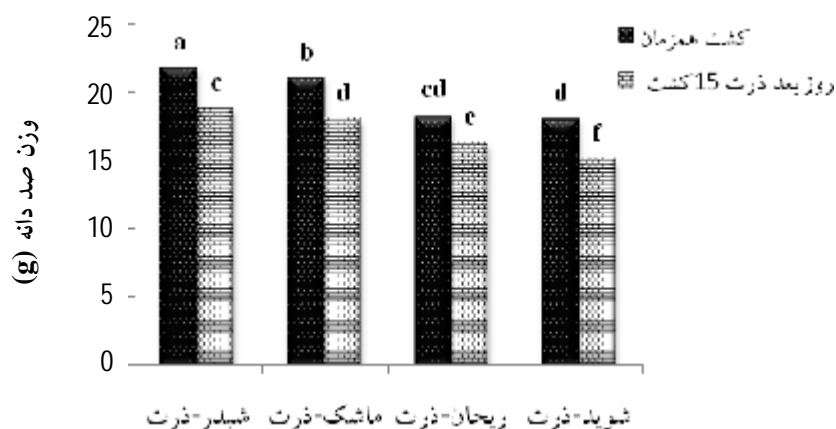 25
20
15
10
5
0
وزن صد دانه (g)
a
c
b
d
cd
e
d
f
کشت همزمان
روز بعد ذرت 15 کشت
شبدر-ذرت
ماشک-ذرت
ریحان-ذرت
شوید-ذرت